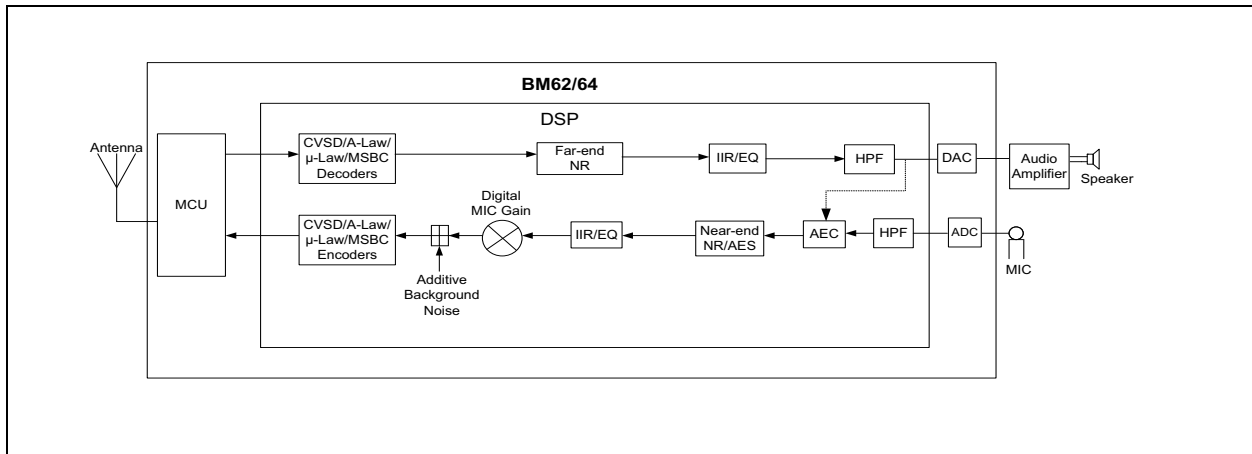 BM62/64
DSP
Antenna
MCU
CVSD/A-Law/
μ-Law/MSBC
Decoders
Far-end
NR
IIR/EQ
HPF
DAC
Audio
Amplifier
Speaker
CVSD/A-Law/
μ-Law/MSBC
Encoders
Digital
MIC Gain
IIR/EQ
Near-end
NR/AES
AEC
HPF
ADC
MIC
Additive
Background
Noise